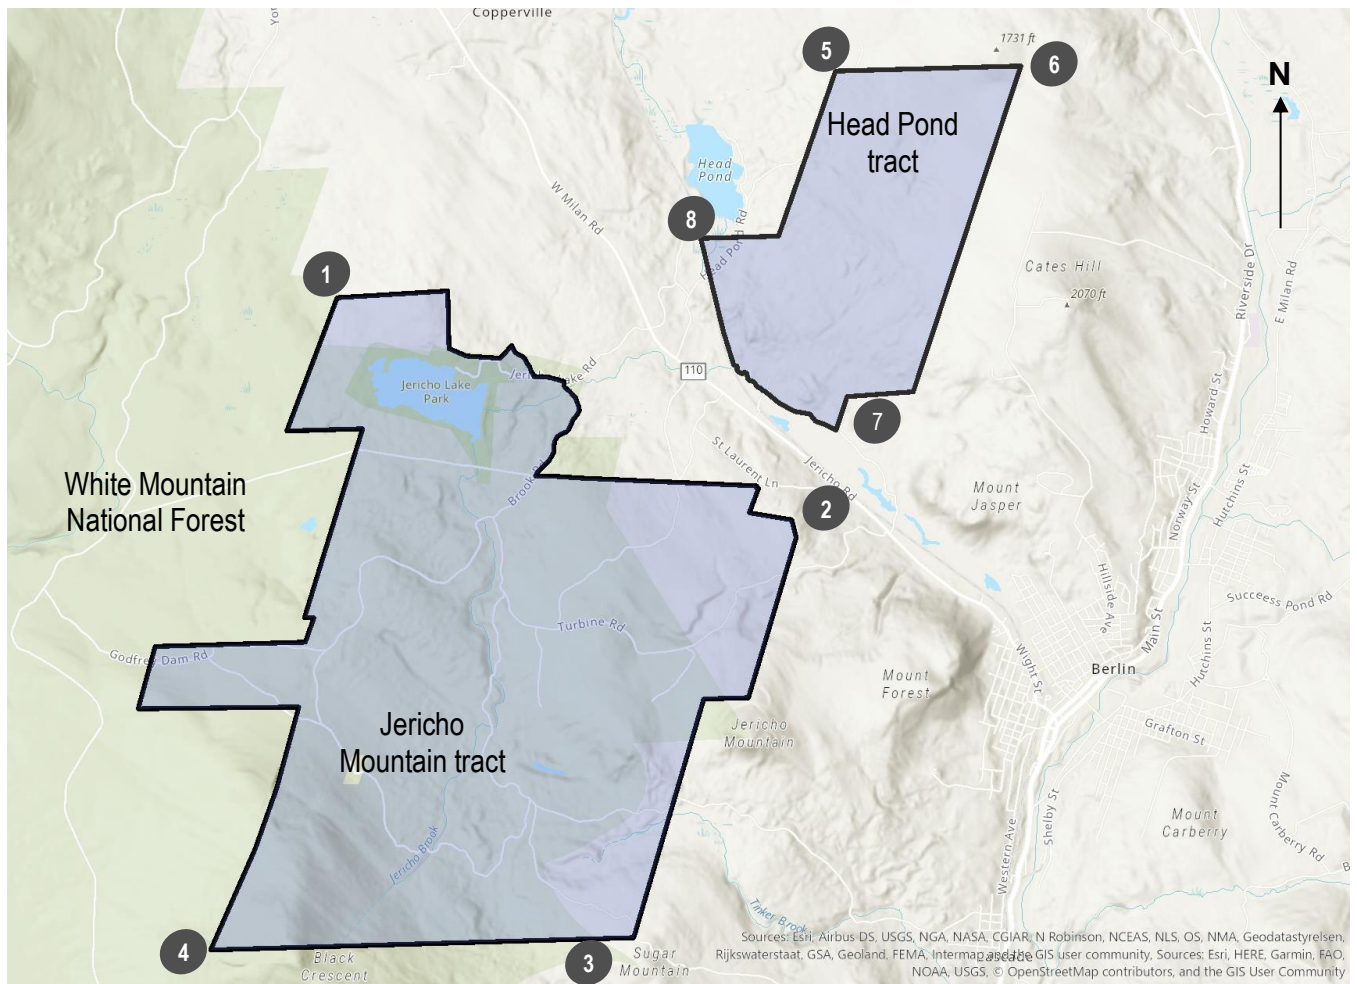 Copperville
1731 ft
5
6
N
Head Pond
tract
Head
Pond
W Milan Rd
8
Head Pond Rd
Riverside Dr
E Milan Rd
Cates Hill
2070 ft
1
110
Jericho Lake Rd
Jericho Lake
Park
7
Howard St
St Laurent Ln
Jericho Rd
Brook Rd
White Mountain
National Forest
Mount
Jasper
Norway St
Hutchins St
2
Hillside Ave
Success Pond Rd
Turbine Rd
Main St
Godfrey Dam Rd
Wight St
Hutchins St
Berlin
Mount
Forest
Jericho
Mountain tract
Jericho
Mountain
Grafton St
Mount Carberry Rd
Shelby St
Mount
Carberry
Western Ave
Jericho Brook
Tinker Brook
4
3
Black
Crescent
Sugar
Mountain
Cascade
Sources: Esri, Airbus DS, USGS, NGA, NASA, CGIAR, N Robinson, NCEAS, NLS, OS, NMA, Geodatastyrelsen,
Rijkswaterstaat, GSA, Geoland, FEMA, Intermap and the GIS user community, Sources: Esri, HERE, Garmin, FAO,
NOAA, USGS, © OpenStreetMap contributors, and the GIS User Community